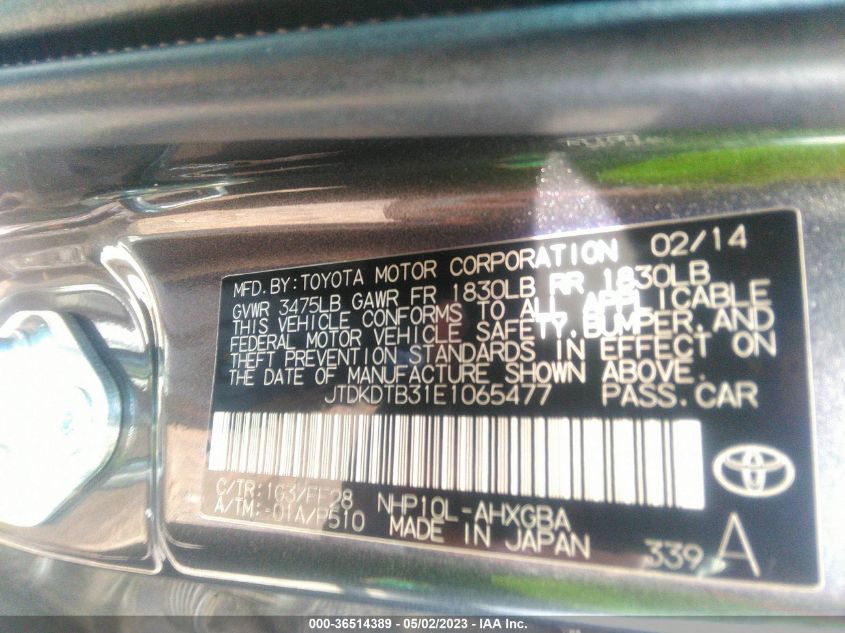 MFD. BY: TOYOTA MOTOR CORPORATION 02/14
GVWR 3475LB GAWR FR 1830LB RR 1830LB
THIS VEHICLE CONFORMS TO ALL APPLICABLE
FEDERAL MOTOR VEHICLE SAFETY, BUMPER, AND
THEFT PREVENTION STANDARDS IN EFFECT ON
THE DATE OF MANUFACTURE SHOWN ABOVE.
JTDKDTB31E1065477 PASS. CAR
C/TR: 1G3/FF28 NHP10L-AHXGBA
A/TM: -01A/P510 MADE IN JAPAN 339 A
000-36514389 - 05/02/2023 - IAA Inc.